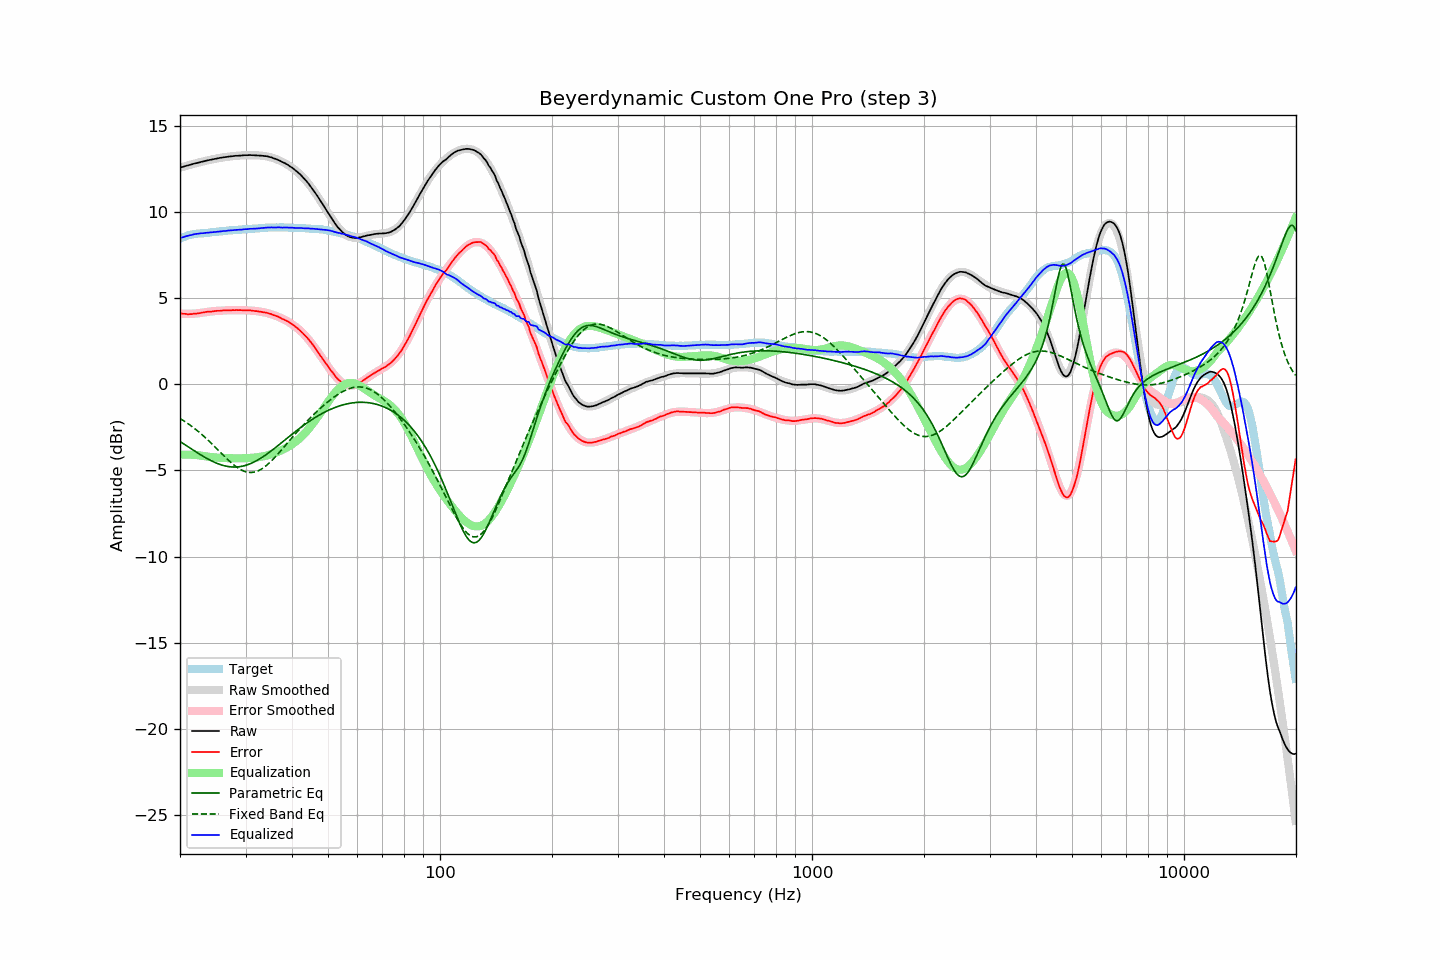 Beyerdynamic Custom One Pro (step 3)
15
10
5
0
−5
−10
−15
−20
−25
Amplitude (dBr)
Target
Raw Smoothed
Error Smoothed
Raw
Error
Equalization
Parametric Eq
Fixed Band Eq
Equalized
100
1000
10000
Frequency (Hz)